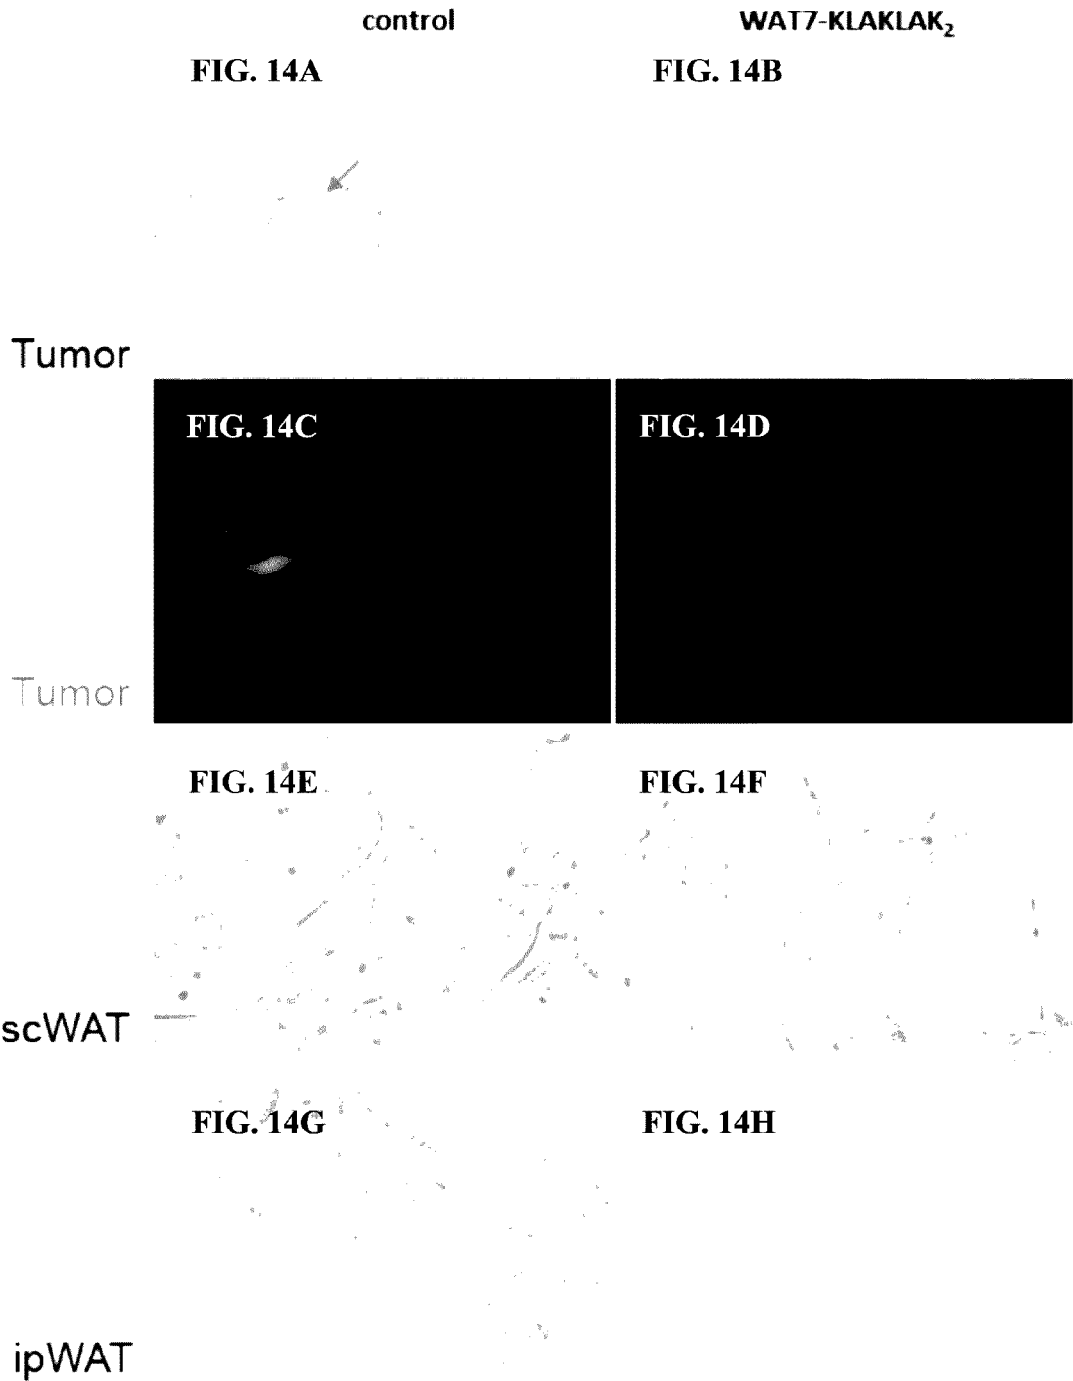 control WAT7-KLAKLAK₂
FIG. 14A FIG. 14B
Tumor
FIG. 14C FIG. 14D
Tumor
FIG. 14E FIG. 14F
scWAT
FIG. 14G FIG. 14H
ipWAT